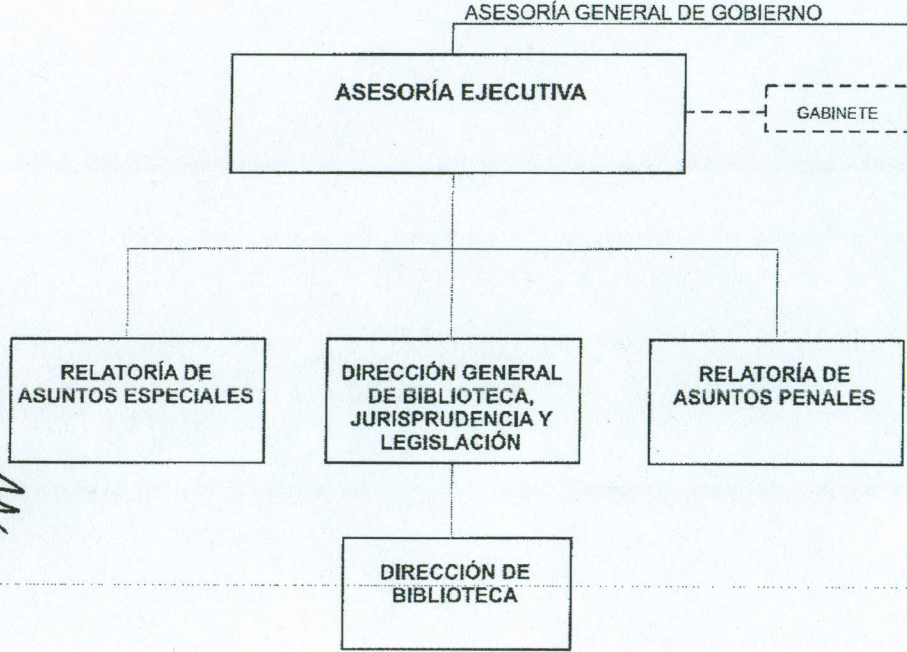 ASESORÍA GENERAL DE GOBIERNO
ASESORÍA EJECUTIVA
GABINETE
RELATORÍA DE
ASUNTOS ESPECIALES
DIRECCIÓN GENERAL
DE BIBLIOTECA,
JURISPRUDENCIA Y
LEGISLACIÓN
RELATORÍA DE
ASUNTOS PENALES
DIRECCIÓN DE
BIBLIOTECA